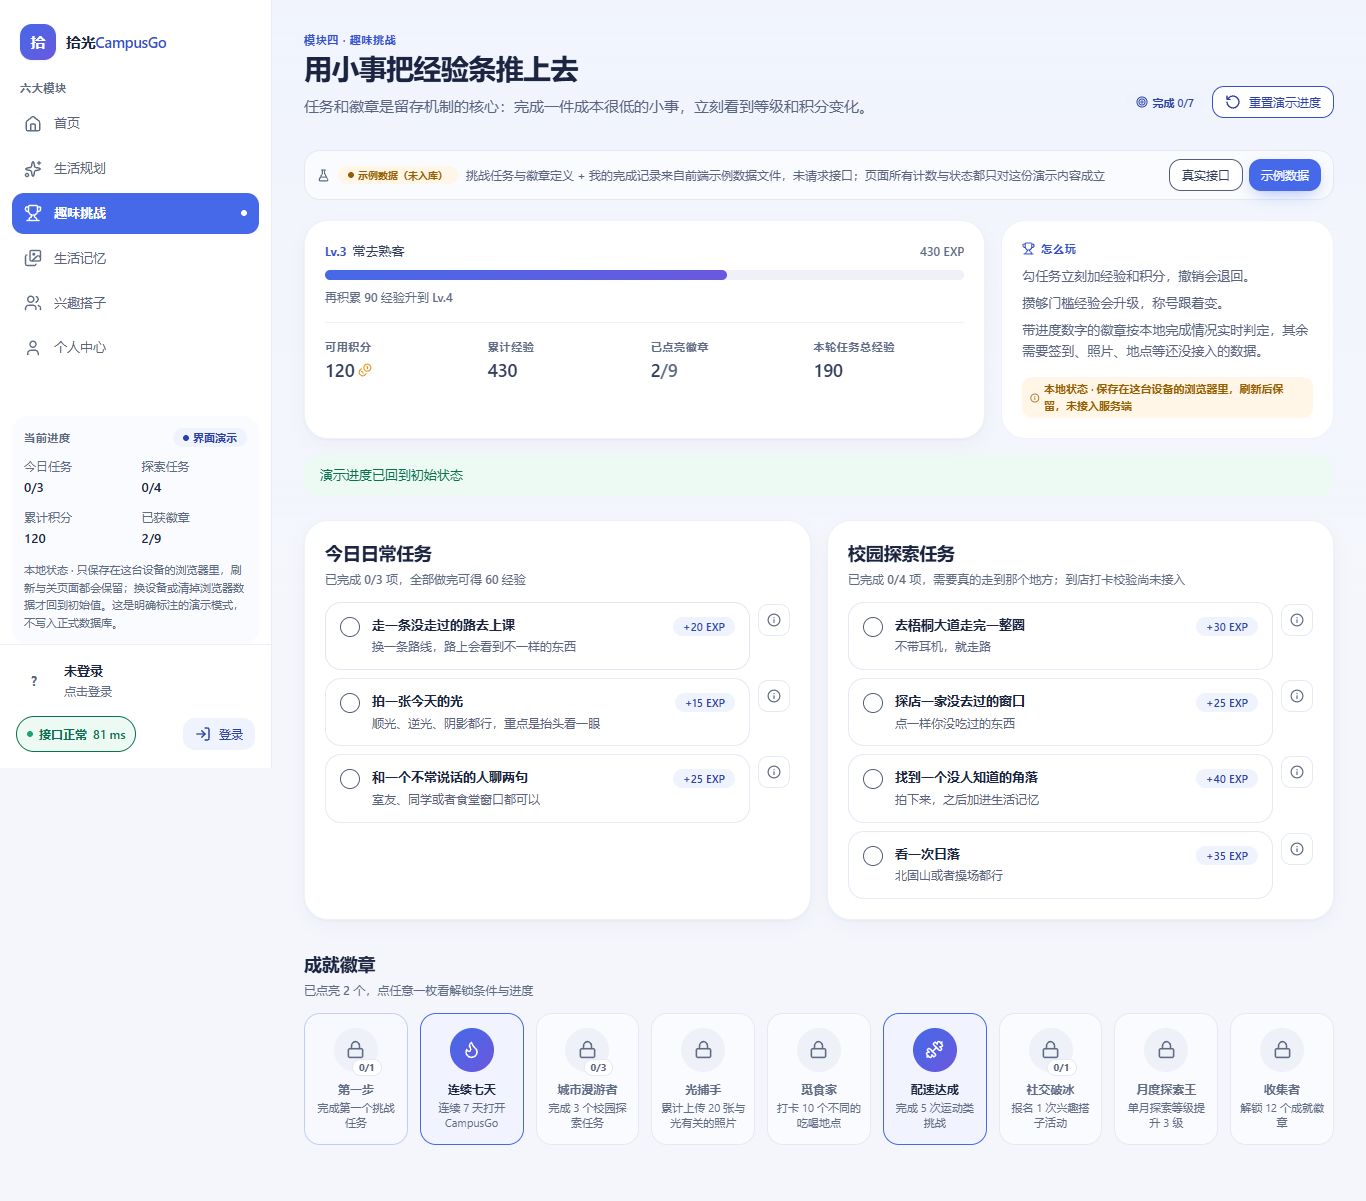 拾 拾光CampusGo
六大模块
首页
生活规划
趣味挑战
生活记忆
兴趣搭子
个人中心
当前进度
界面演示
今日任务
探索任务
0/3
0/4
累计积分
已获徽章
120
2/9
本地状态 · 只保存在这台设备的浏览器里，刷
新与关页面都会保留；换设备或清掉浏览器数
据才回到初始值。这是明确标注的演示模式，
不写入正式数据库。
?
未登录
点击登录
接口正常 81 ms
登录
模块四 · 趣味挑战
用小事把经验条推上去
任务和徽章是留存机制的核心：完成一件成本很低的小事，立刻看到等级和积分变化。
完成 0/7
重置演示进度
示例数据（未入库）
挑战任务与徽章定义 + 我的完成记录来自前端示例数据文件，未请求接口；页面所有计数与状态都只对这份演示内容成立
真实接口
示例数据
Lv.3 常去熟客
430 EXP
再积累 90 经验升到 Lv.4
可用积分
累计经验
已点亮徽章
本轮任务总经验
120
430
2/9
190
怎么玩
勾任务立刻加经验和积分，撤销会退回。
攒够门槛经验会升级，称号跟着变。
带进度数字的徽章按本地完成情况实时判定，其余
需要签到、照片、地点等还没接入的数据。
本地状态 · 保存在这台设备的浏览器里，刷新后保
留，未接入服务端
演示进度已回到初始状态
今日日常任务
已完成 0/3 项，全部做完可得 60 经验
走一条没走过的路去上课
+20 EXP
换一条路线，路上会看到不一样的东西
拍一张今天的光
+15 EXP
顺光、逆光、阴影都行，重点是抬头看一眼
和一个不常说话的人聊两句
+25 EXP
室友、同学或者食堂窗口都可以
校园探索任务
已完成 0/4 项，需要真的走到那个地方；到店打卡校验尚未接入
去梧桐大道走完一整圈
+30 EXP
不带耳机，就走路
探店一家没去过的窗口
+25 EXP
点一样你没吃过的东西
找到一个没人知道的角落
+40 EXP
拍下来，之后加进生活记忆
看一次日落
+35 EXP
北固山或者操场都行
成就徽章
已点亮 2 个，点任意一枚看解锁条件与进度
0/1
第一步
完成第一个挑战
任务
连续七天
连续 7 天打开
CampusGo
0/3
城市漫游者
完成 3 个校园探
索任务
光捕手
累计上传 20 张与
光有关的照片
觅食家
打卡 10 个不同的
吃喝地点
配速达成
完成 5 次运动类
挑战
0/1
社交破冰
报名 1 次兴趣搭
子活动
月度探索王
单月探索等级提
升 3 级
收集者
解锁 12 个成就徽
章